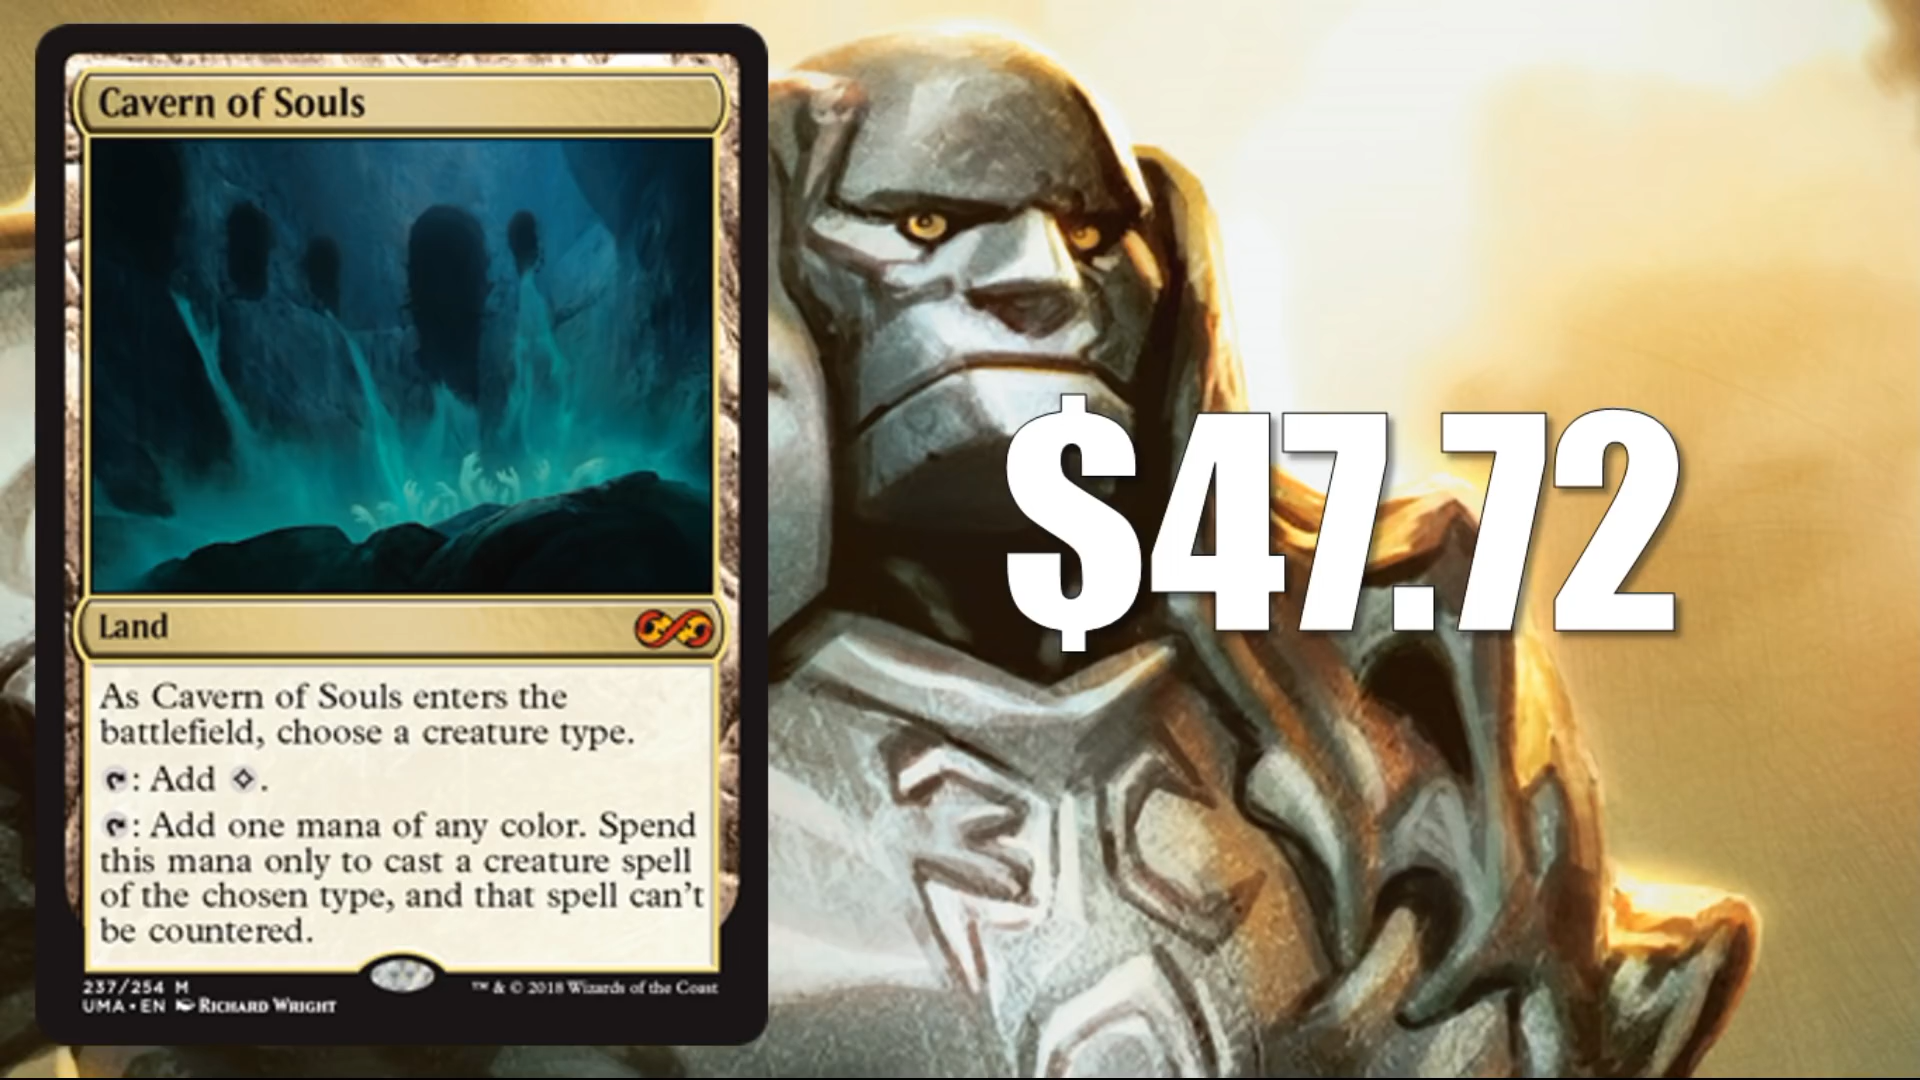 Cavern of Souls
$47.72
Land
As Cavern of Souls enters the
battlefield, choose a creature type.
: Add .
: Add one mana of any color. Spend
this mana only to cast a creature spell
of the chosen type, and that spell can't
be countered.
237/254 M
UMA • EN Richard Wright
™ & © 2018 Wizards of the Coast